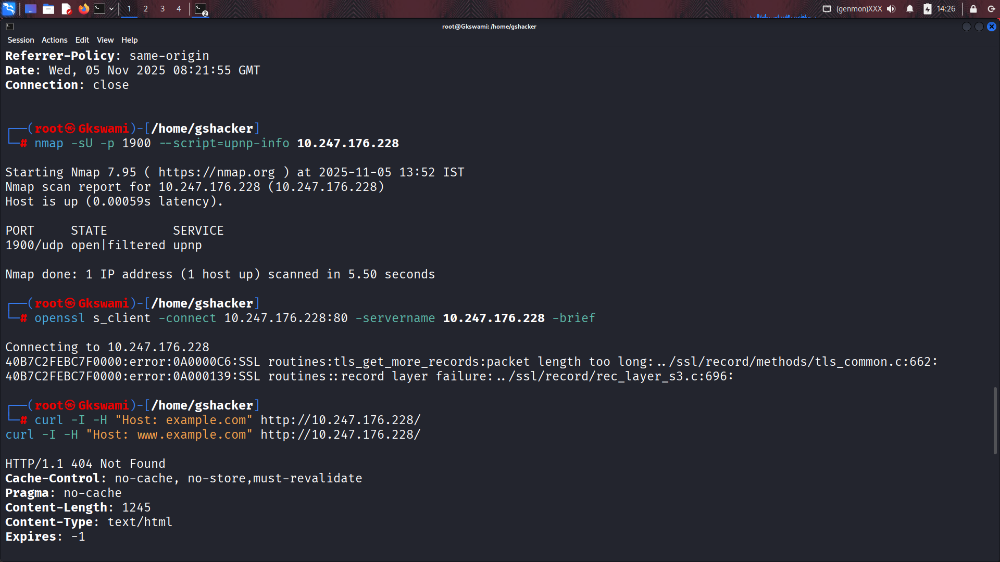 1 2 3 4 2 (genmon)XXX 14:26
root@Gkswami: /home/gshacker
Session Actions Edit View Help
Referrer-Policy: same-origin
Date: Wed, 05 Nov 2025 08:21:55 GMT
Connection: close
┌──(root㉿Gkswami)-[/home/gshacker]
└─# nmap -sU -p 1900 --script=upnp-info 10.247.176.228
Starting Nmap 7.95 ( https://nmap.org ) at 2025-11-05 13:52 IST
Nmap scan report for 10.247.176.228 (10.247.176.228)
Host is up (0.00059s latency).
PORT STATE SERVICE
1900/udp open|filtered upnp
Nmap done: 1 IP address (1 host up) scanned in 5.50 seconds
┌──(root㉿Gkswami)-[/home/gshacker]
└─# openssl s_client -connect 10.247.176.228:80 -servername 10.247.176.228 -brief
Connecting to 10.247.176.228
40B7C2FEBC7F0000:error:0A0000C6:SSL routines:tls_get_more_records:packet length too long:../ssl/record/methods/tls_common.c:662:
40B7C2FEBC7F0000:error:0A000139:SSL routines::record layer failure:../ssl/record/rec_layer_s3.c:696:
┌──(root㉿Gkswami)-[/home/gshacker]
└─# curl -I -H "Host: example.com" http://10.247.176.228/
curl -I -H "Host: www.example.com" http://10.247.176.228/
HTTP/1.1 404 Not Found
Cache-Control: no-cache, no-store,must-revalidate
Pragma: no-cache
Content-Length: 1245
Content-Type: text/html
Expires: -1